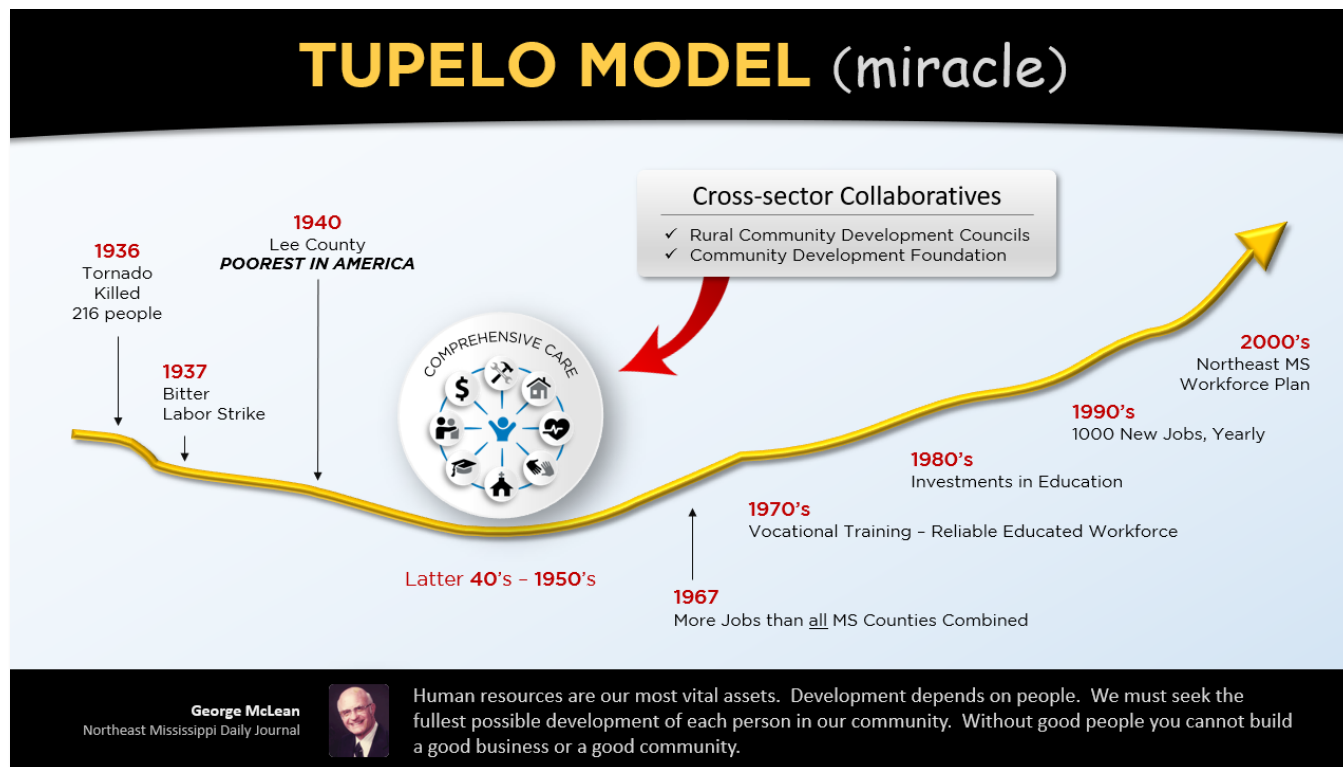 TUPELO MODEL (miracle)
Cross-sector Collaboratives
✓ Rural Community Development Councils
✓ Community Development Foundation
1936
Tornado
Killed
216 people
1937
Bitter
Labor Strike
1940
Lee County
POOREST IN AMERICA
COMPREHENSIVE CARE
$
Latter 40's – 1950's
1967
More Jobs than all MS Counties Combined
1970's
Vocational Training – Reliable Educated Workforce
1980's
Investments in Education
1990's
1000 New Jobs, Yearly
2000's
Northeast MS
Workforce Plan
George McLean
Northeast Mississippi Daily Journal
Human resources are our most vital assets. Development depends on people. We must seek the
fullest possible development of each person in our community. Without good people you cannot build
a good business or a good community.